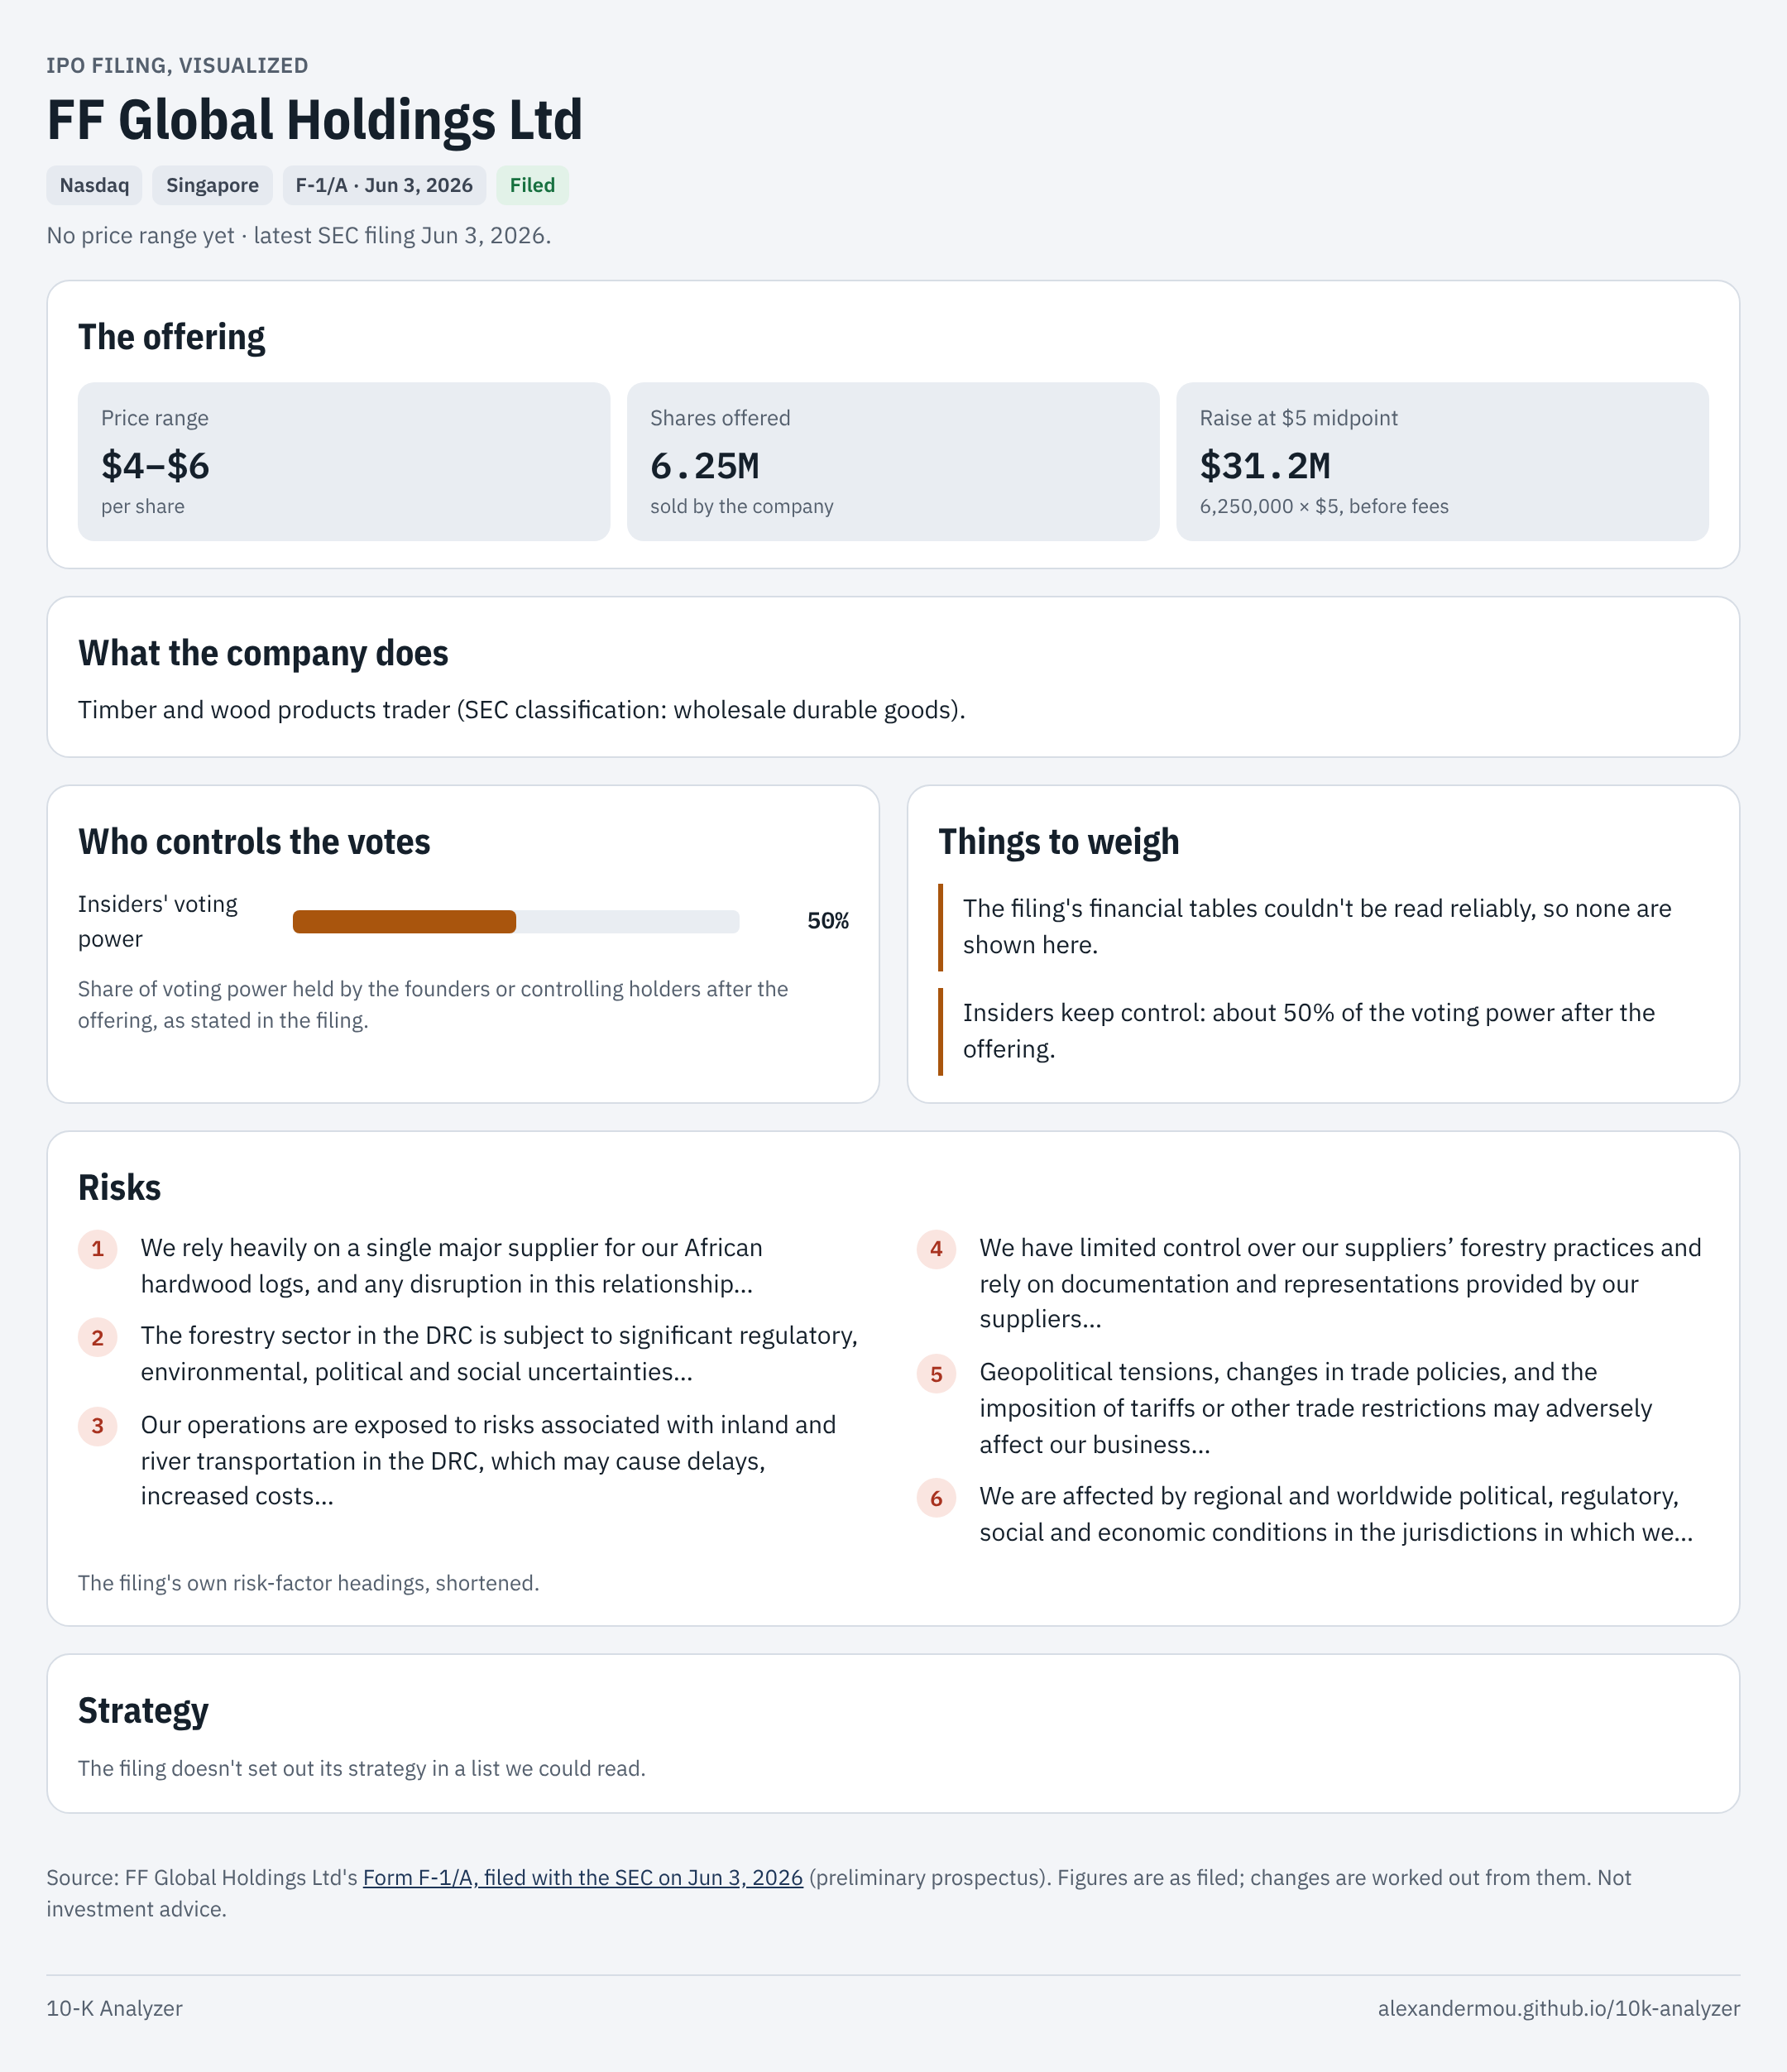 IPO FILING, VISUALIZED
FF Global Holdings Ltd
Nasdaq
Singapore
F-1/A · Jun 3, 2026
Filed
No price range yet · latest SEC filing Jun 3, 2026.
The offering
Price range
$4–$6
per share
Shares offered
6.25M
sold by the company
Raise at $5 midpoint
$31.2M
6,250,000 × $5, before fees
What the company does
Timber and wood products trader (SEC classification: wholesale durable goods).
Who controls the votes
Insiders' voting
power
50%
Share of voting power held by the founders or controlling holders after the
offering, as stated in the filing.
Things to weigh
The filing's financial tables couldn't be read reliably, so none are
shown here.
Insiders keep control: about 50% of the voting power after the
offering.
Risks
1 We rely heavily on a single major supplier for our African
hardwood logs, and any disruption in this relationship…
2 The forestry sector in the DRC is subject to significant regulatory,
environmental, political and social uncertainties…
3 Our operations are exposed to risks associated with inland and
river transportation in the DRC, which may cause delays,
increased costs…
4 We have limited control over our suppliers’ forestry practices and
rely on documentation and representations provided by our
suppliers…
5 Geopolitical tensions, changes in trade policies, and the
imposition of tariffs or other trade restrictions may adversely
affect our business…
6 We are affected by regional and worldwide political, regulatory,
social and economic conditions in the jurisdictions in which we…
The filing's own risk-factor headings, shortened.
Strategy
The filing doesn't set out its strategy in a list we could read.
Source: FF Global Holdings Ltd's Form F-1/A, filed with the SEC on Jun 3, 2026 (preliminary prospectus). Figures are as filed; changes are worked out from them. Not
investment advice.
10-K Analyzer
alexandermou.github.io/10k-analyzer